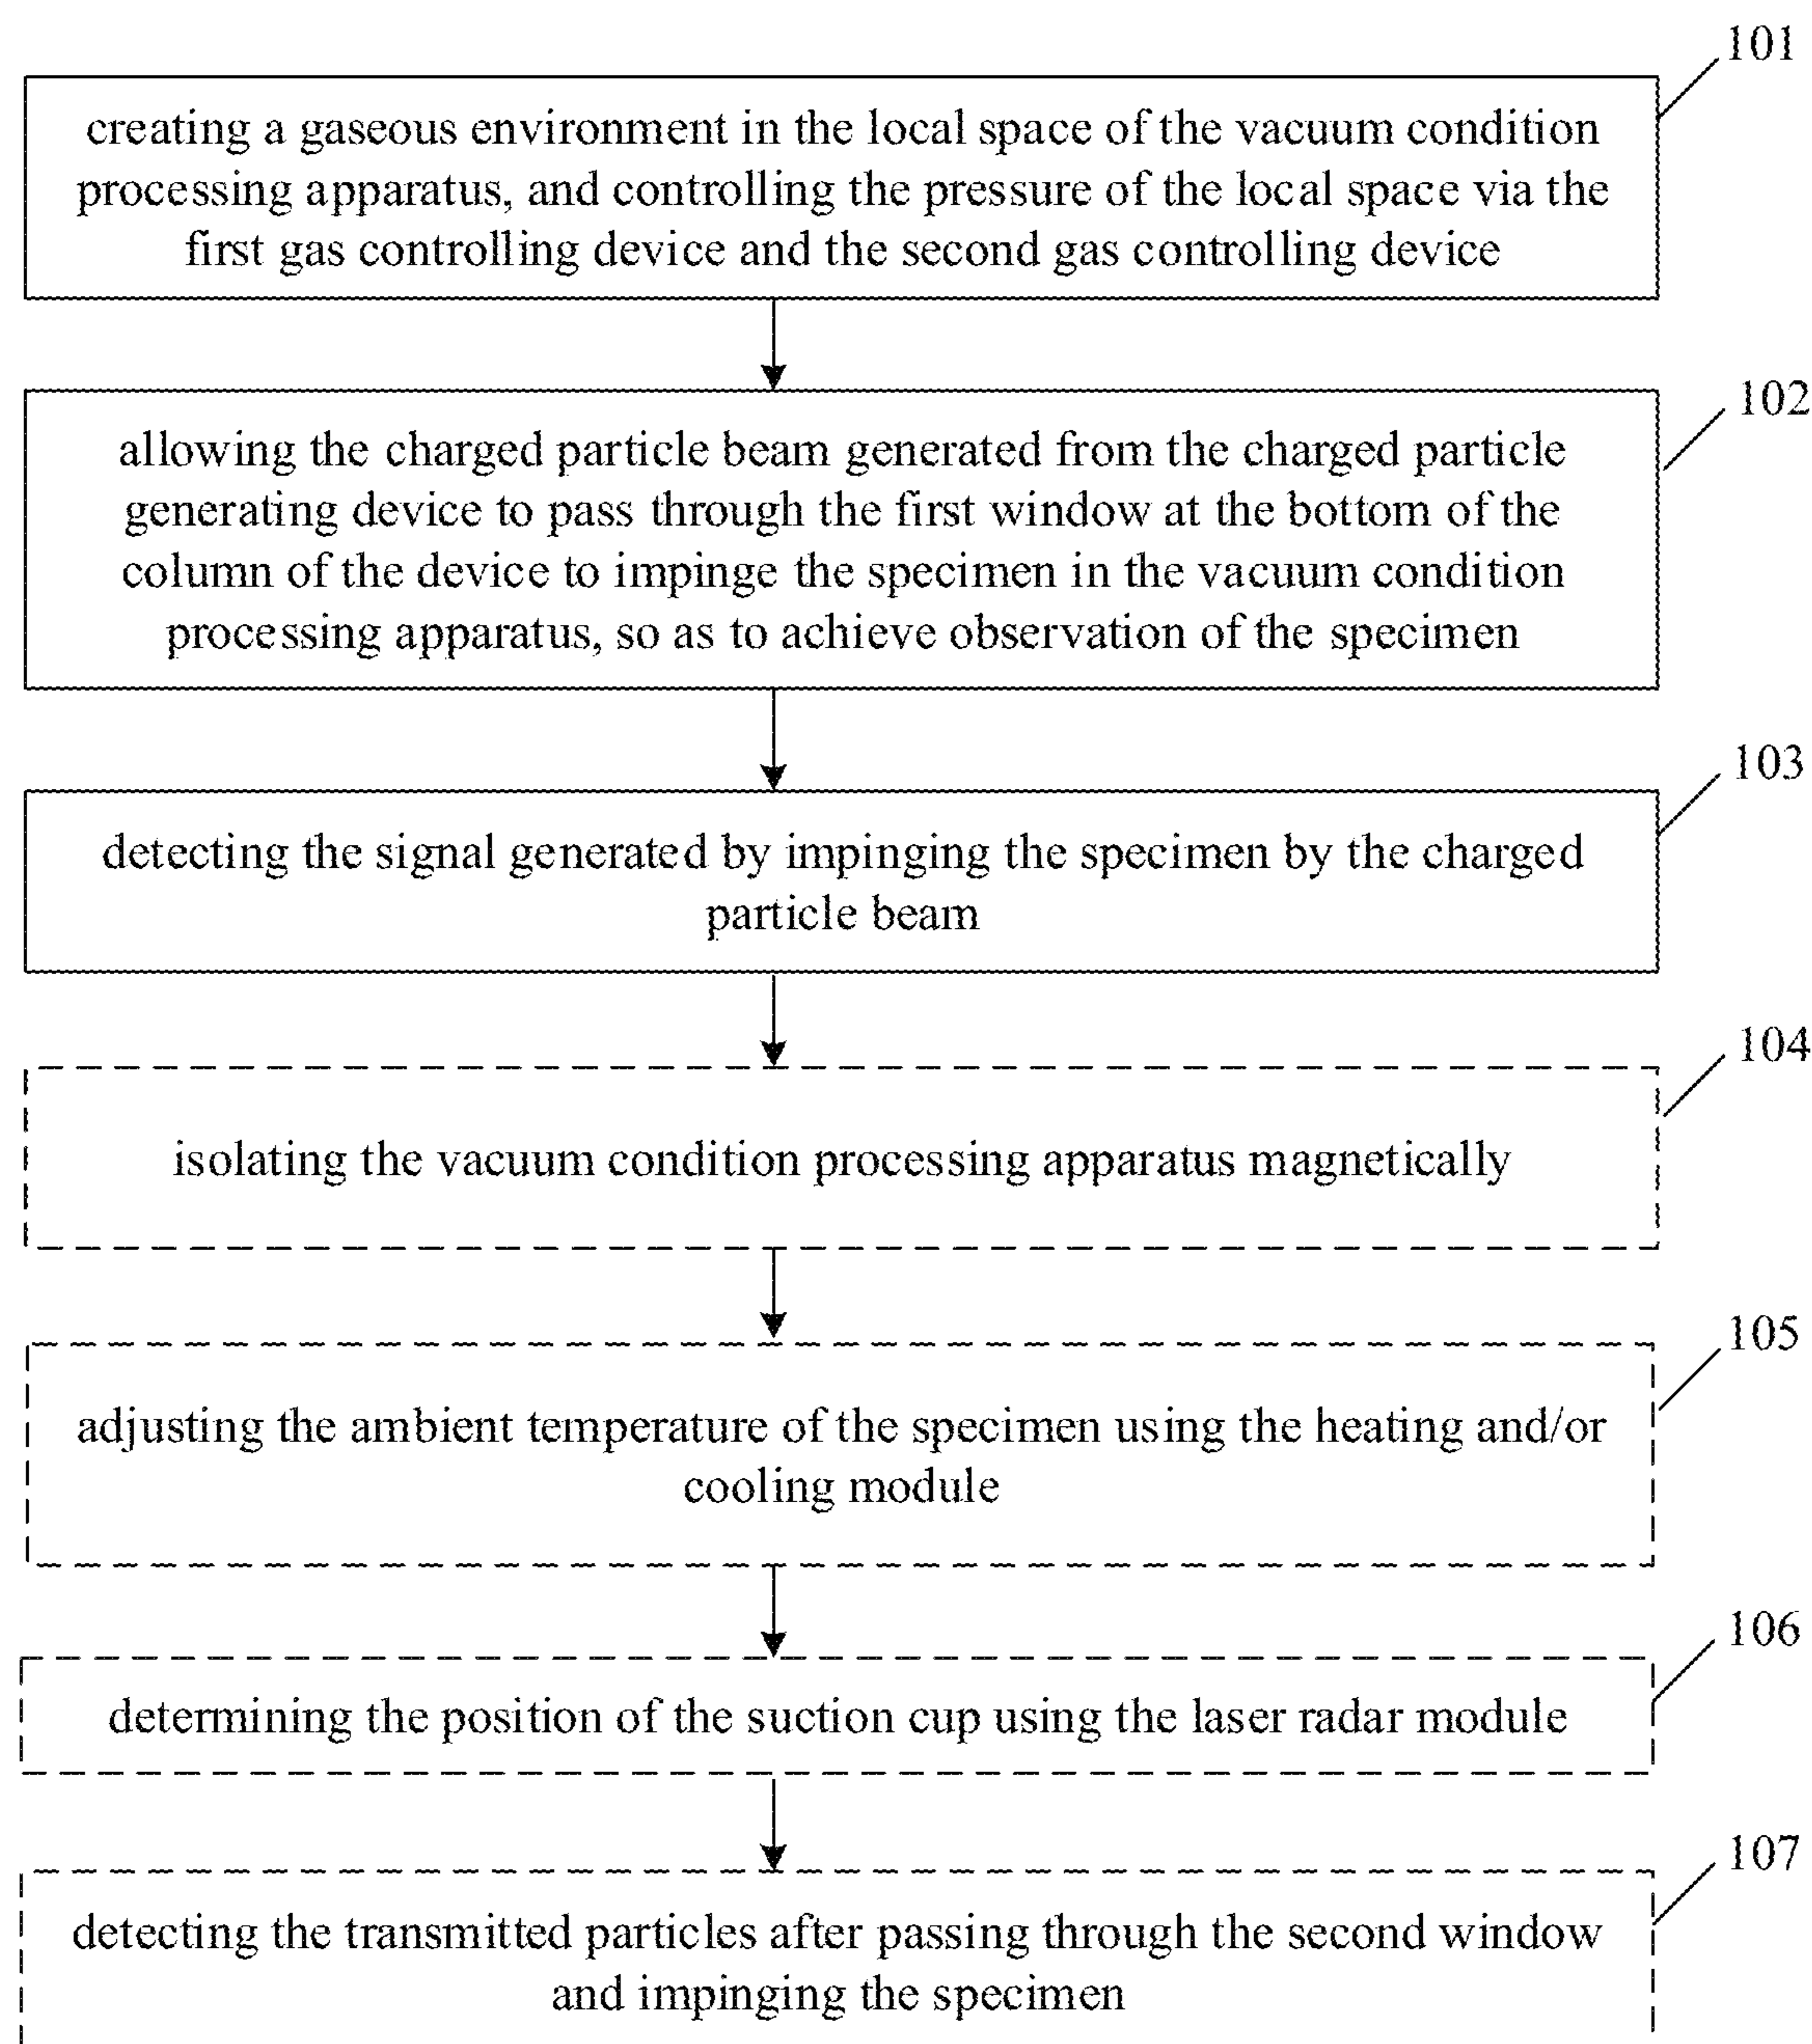 101
creating a gaseous environment in the local space of the vacuum condition
processing apparatus, and controlling the pressure of the local space via the
first gas controlling device and the second gas controlling device
102
allowing the charged particle beam generated from the charged particle
generating device to pass through the first window at the bottom of the
column of the device to impinge the specimen in the vacuum condition
processing apparatus, so as to achieve observation of the specimen
103
detecting the signal generated by impinging the specimen by the charged
particle beam
104
isolating the vacuum condition processing apparatus magnetically
105
adjusting the ambient temperature of the specimen using the heating and/or
cooling module
106
determining the position of the suction cup using the laser radar module
107
detecting the transmitted particles after passing through the second window
and impinging the specimen